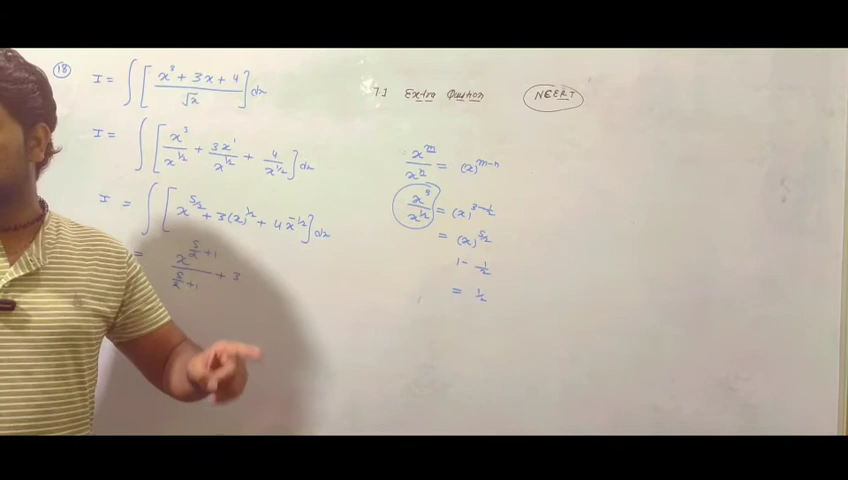 (18) I = ∫ [ (x³ + 3x + 4) / √x ] dx
I = ∫ [ x³/x^(1/2) + 3x¹/x^(1/2) + 4/x^(1/2) ] dx
I = ∫ [ x^(5/2) + 3(x)^(1/2) + 4x^(-1/2) ] dx
= x^(5/2 + 1) / (5/2 + 1) + 3
7.1 Extra Question NCERT
x^m / x^n = (x)^(m-n)
x³ / x^(1/2) = (x)^(3-1/2)
= (x)^(5/2)
1 - 1/2
= 1/2